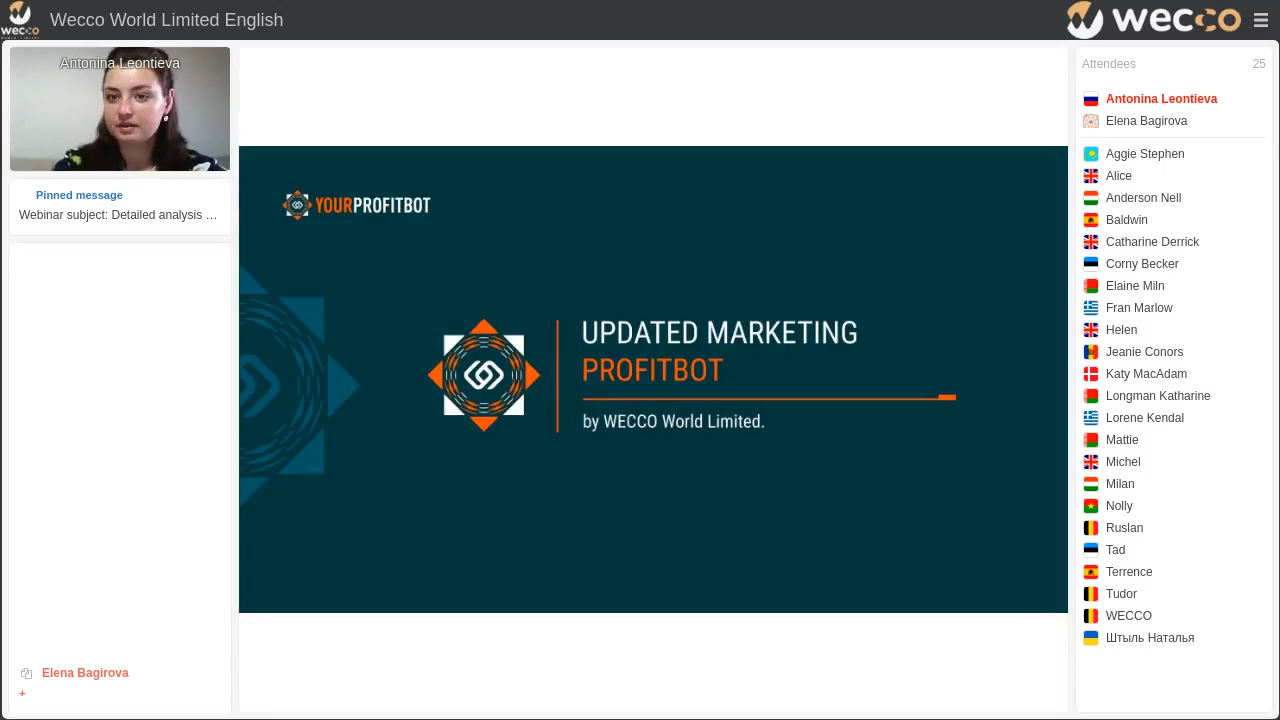 wecco
Wecco World Limited English
wecco
Antonina Leontieva
Pinned message
Webinar subject: Detailed analysis …
Elena Bagirova
+
YOURPROFITBOT
UPDATED MARKETING
PROFITBOT
by WECCO World Limited.
Attendees 25
Antonina Leontieva
Elena Bagirova
Aggie Stephen
Alice
Anderson Nell
Baldwin
Catharine Derrick
Corny Becker
Elaine Miln
Fran Marlow
Helen
Jeanie Conors
Katy MacAdam
Longman Katharine
Lorene Kendal
Mattie
Michel
Milan
Nolly
Ruslan
Tad
Terrence
Tudor
WECCO
Штыль Наталья